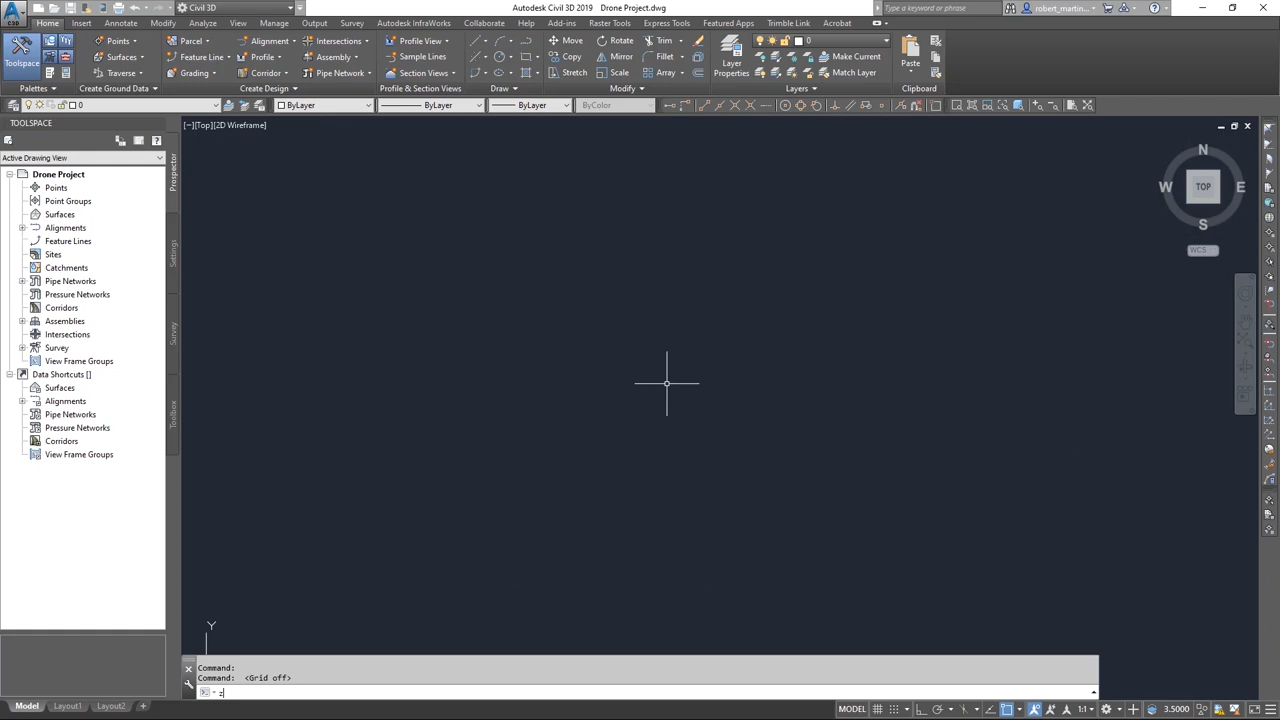 Civil 3D
Autodesk Civil 3D 2019 Drone Project.dwg
Type a keyword or phrase
robert_martin...
C3D
Home Insert Annotate Modify Analyze View Manage Output Survey Autodesk InfraWorks Collaborate Help Add-ins Raster Tools Express Tools Featured Apps Trimble Link Acrobat
Toolspace
Points
Surfaces
Traverse
Parcel
Feature Line
Grading
Alignment
Profile
Corridor
Intersections
Assembly
Pipe Network
Profile View
Sample Lines
Section Views
Move
Copy
Stretch
Rotate
Mirror
Scale
Trim
Fillet
Array
Layer
Properties
0
Make Current
Match Layer
Paste
Palettes
Create Ground Data
Create Design
Profile & Section Views
Draw
Modify
Layers
Clipboard
0
ByLayer
ByLayer
ByLayer
ByColor
TOOLSPACE
Active Drawing View
Drone Project
Points
Point Groups
Surfaces
Alignments
Feature Lines
Sites
Catchments
Pipe Networks
Pressure Networks
Corridors
Assemblies
Intersections
Survey
View Frame Groups
Data Shortcuts []
Surfaces
Alignments
Pipe Networks
Pressure Networks
Corridors
View Frame Groups
Prospector
Settings
Survey
Toolbox
[−][Top][2D Wireframe]
N
W
TOP
E
S
WCS
Y
Command:
Command: <Grid off>
z
Model
Layout1
Layout2
MODEL
1:1
3.5000